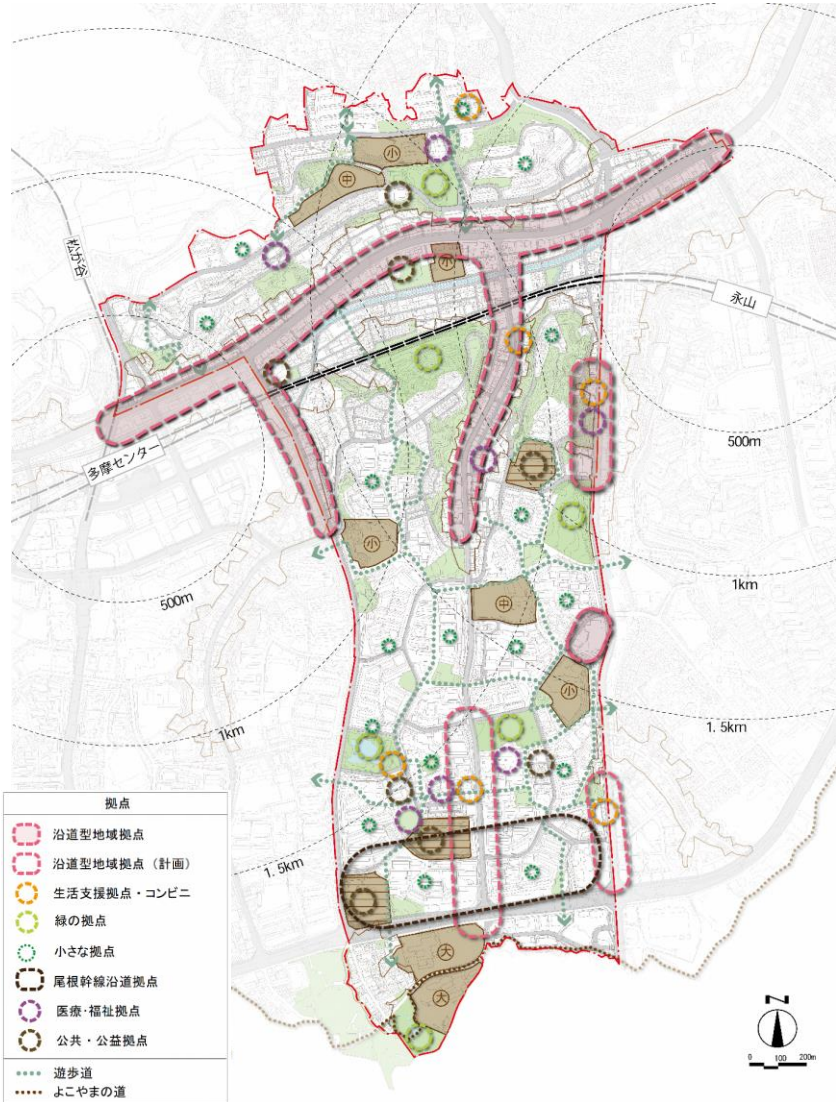 小
中
小
松が谷
永山
多摩センター
500m
小
500m
1km
中
小
1km
1.5km
1.5km
大
大
拠点
沿道型地域拠点
沿道型地域拠点（計画）
生活支援拠点・コンビニ
緑の拠点
小さな拠点
尾根幹線沿道拠点
医療・福祉拠点
公共・公益拠点
遊歩道
よこやまの道
N
0 100 200m